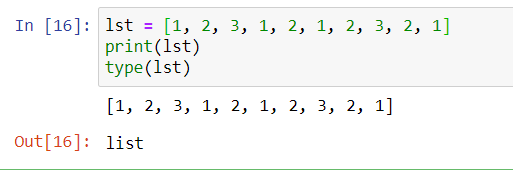 In [16]: lst = [1, 2, 3, 1, 2, 1, 2, 3, 2, 1]
print(lst)
type(lst)
[1, 2, 3, 1, 2, 1, 2, 3, 2, 1]
Out[16]: list